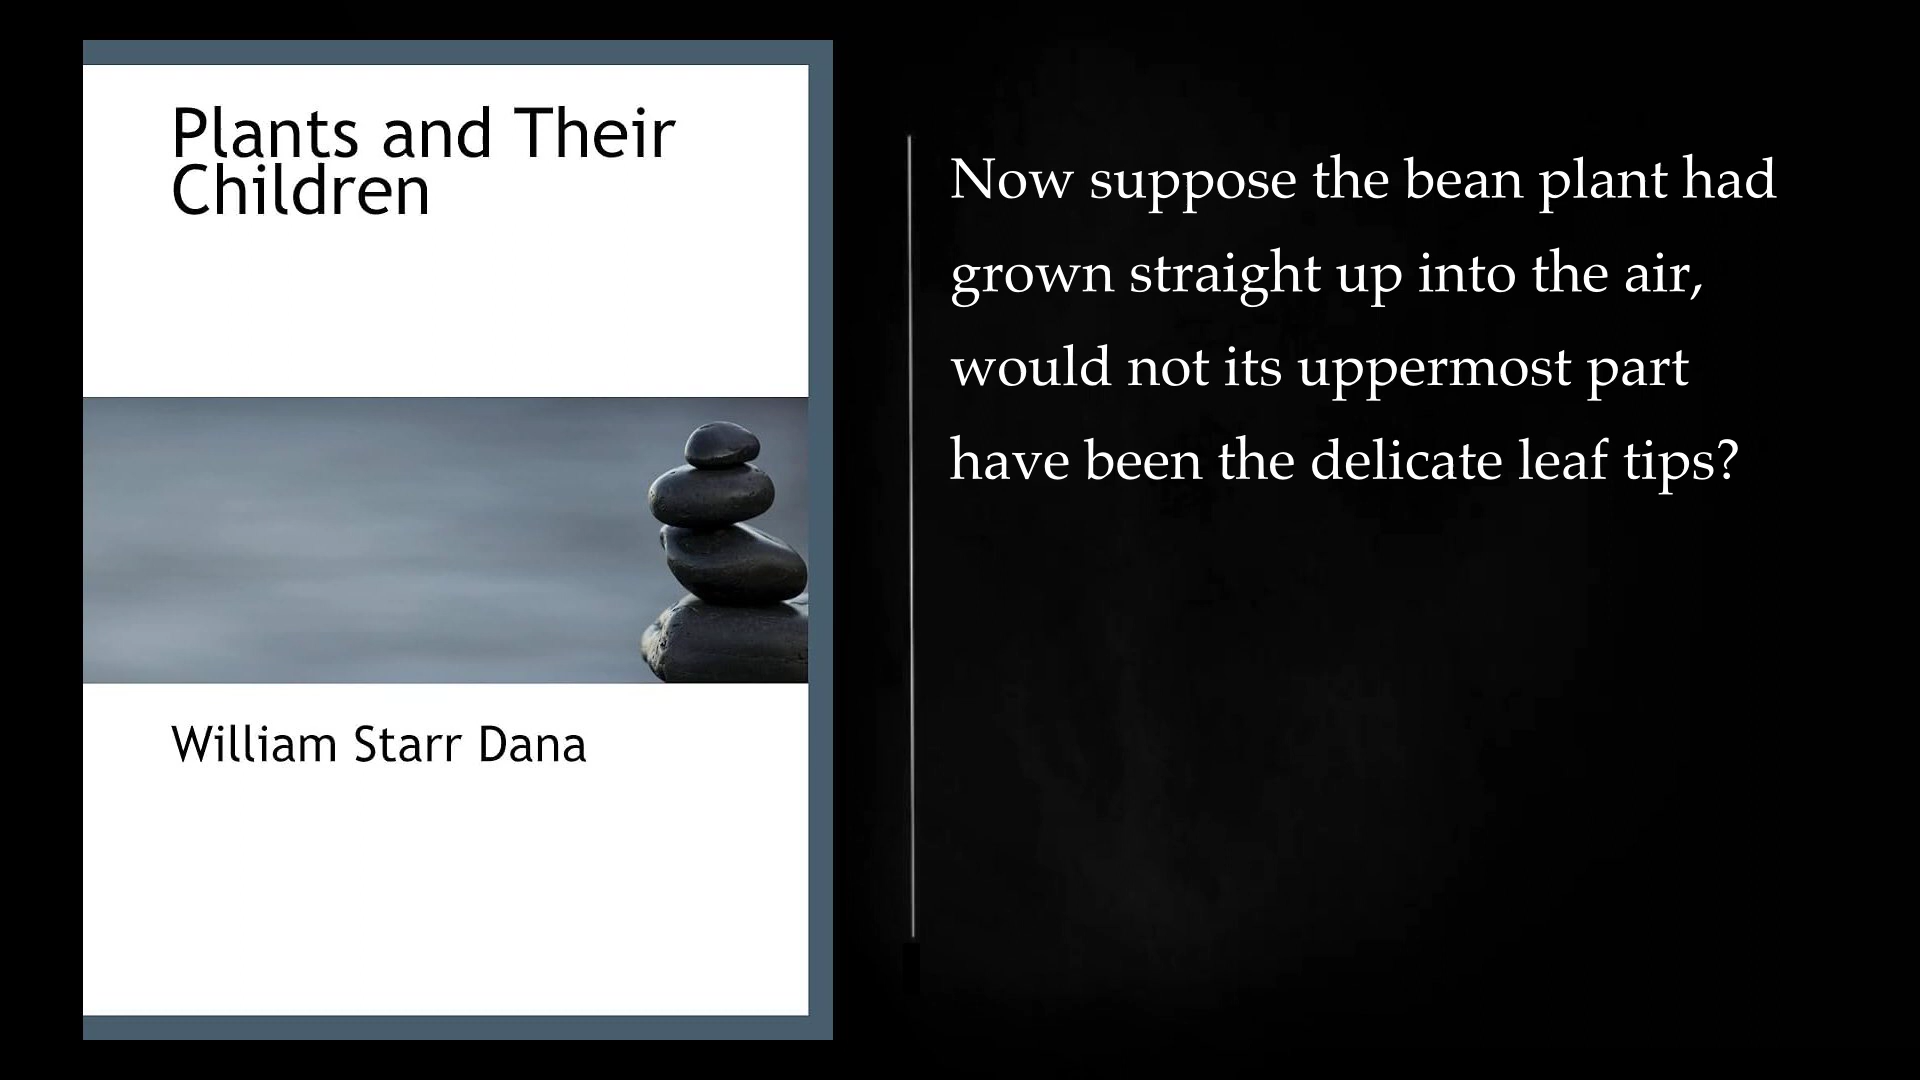 Plants and Their
Children
William Starr Dana
Now suppose the bean plant had
grown straight up into the air,
would not its uppermost part
have been the delicate leaf tips?